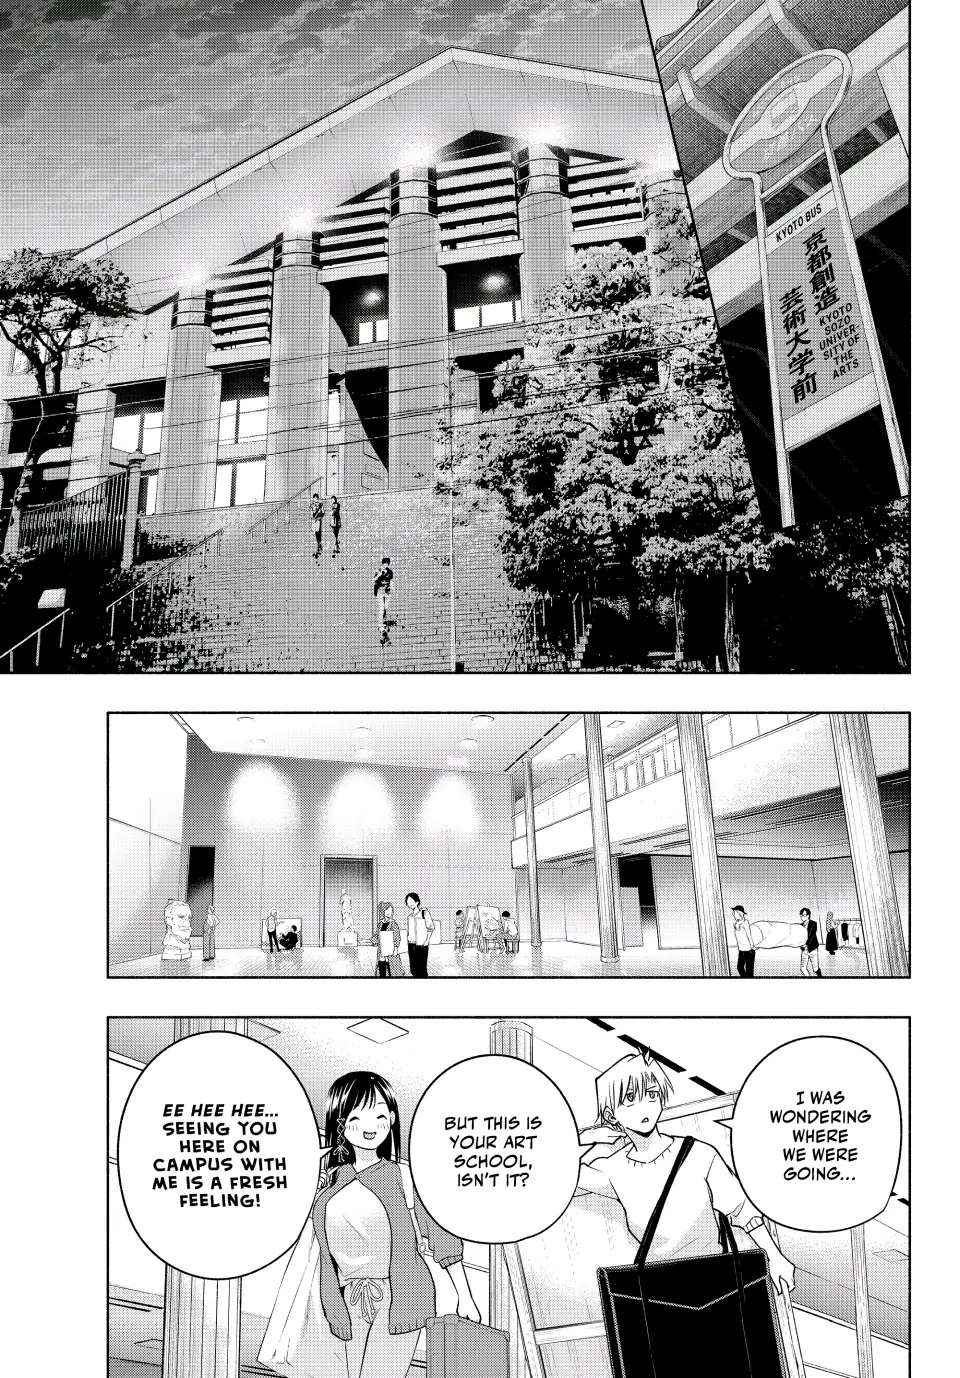 KYOTO BUS
京都創造
芸術大学前
KYOTO
SOZO
UNIVER-
SITY OF
THE
ARTS
I WAS
WONDERING
WHERE
WE WERE
GOING...
BUT THIS IS
YOUR ART
SCHOOL,
ISN'T IT?
EE HEE HEE...
SEEING YOU
HERE ON
CAMPUS WITH
ME IS A FRESH
FEELING!